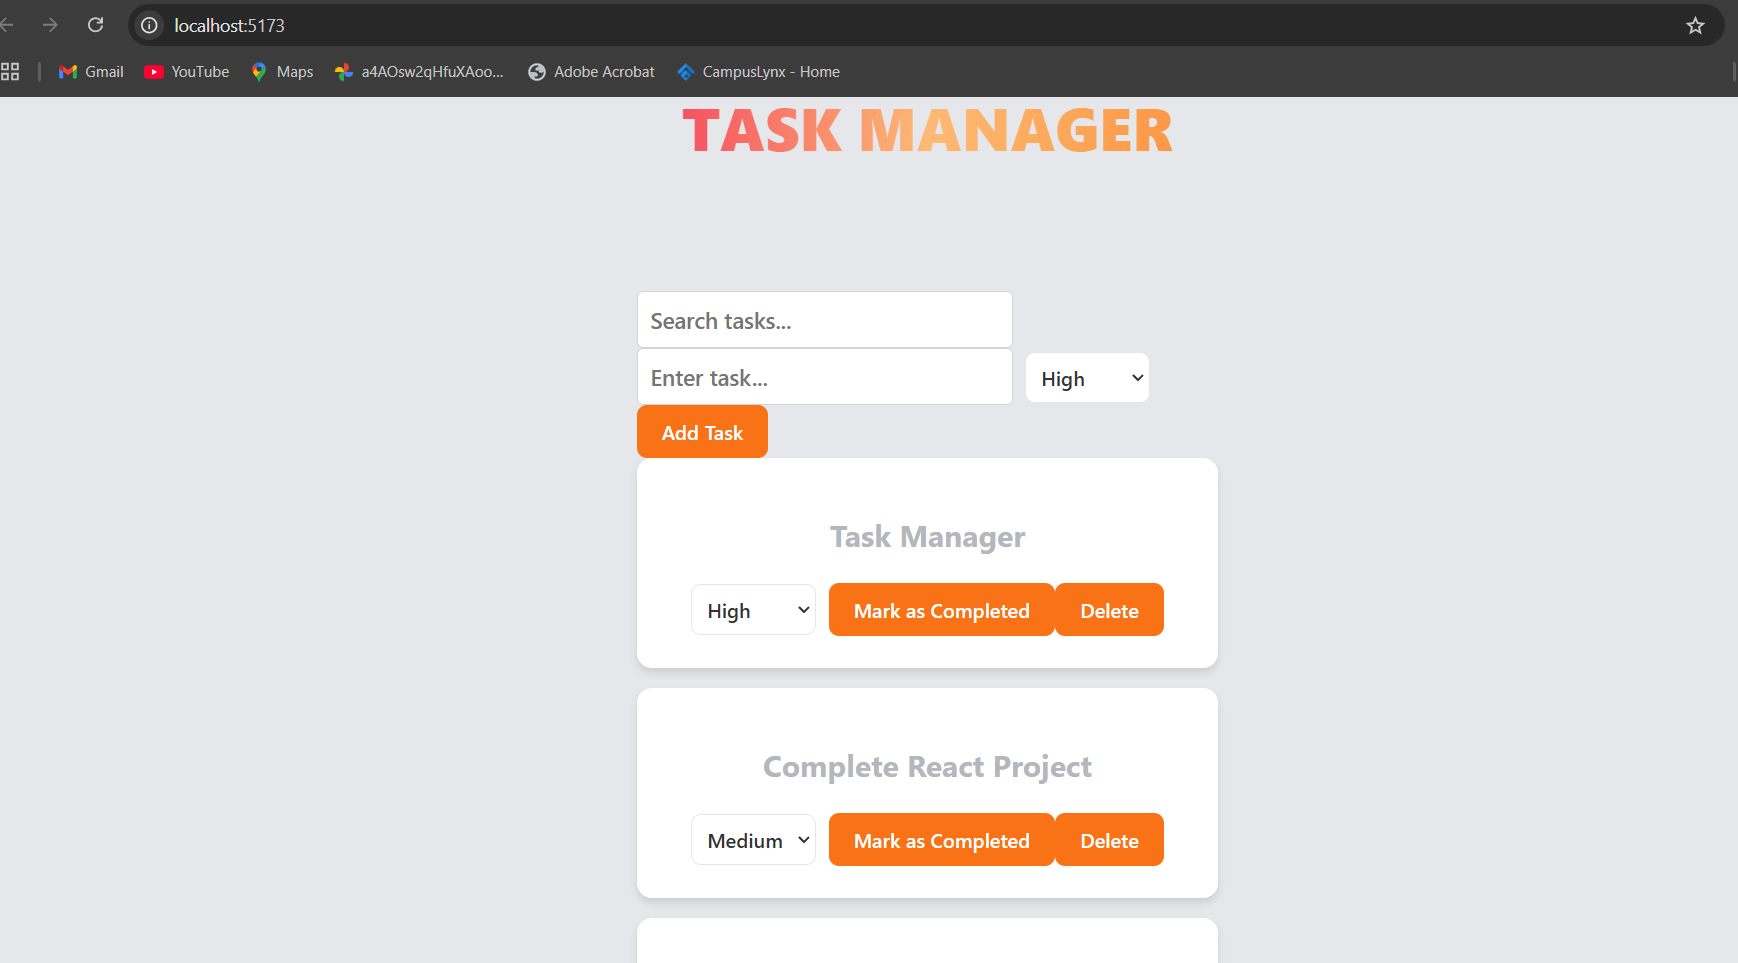 localhost:5173
Gmail YouTube Maps a4AOsw2qHfuXAoo... Adobe Acrobat CampusLynx - Home
TASK MANAGER
Search tasks...
Enter task... High
Add Task
Task Manager
High Mark as Completed Delete
Complete React Project
Medium Mark as Completed Delete